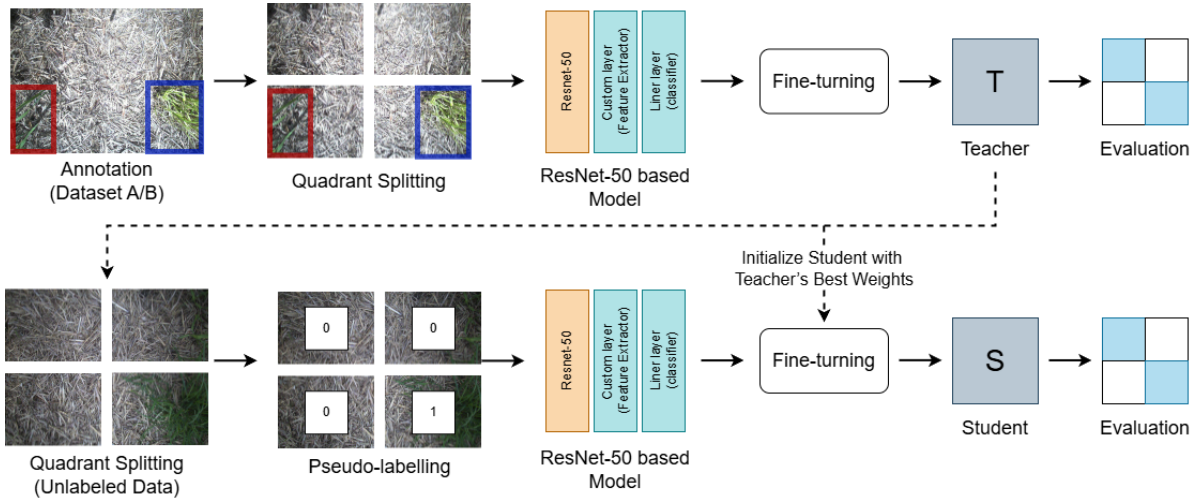 Resnet-50
Custom layer
(Feature Extractor)
Liner layer
(classifier)
Fine-turning
T
Annotation
(Dataset A/B)
Quadrant Splitting
ResNet-50 based
Model
Teacher
Evaluation
Initialize Student with
Teacher's Best Weights
0
0
0
1
Resnet-50
Custom layer
(Feature Extractor)
Liner layer
(classifier)
Fine-turning
S
Quadrant Splitting
(Unlabeled Data)
Pseudo-labelling
ResNet-50 based
Model
Student
Evaluation